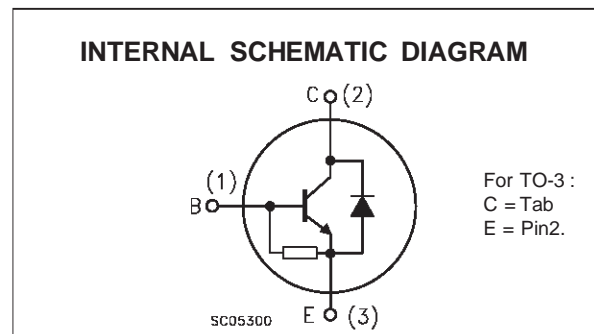 INTERNAL SCHEMATIC DIAGRAM
C (2)
(1)
B
For TO-3 :
C = Tab
E = Pin2.
SC05300
E (3)